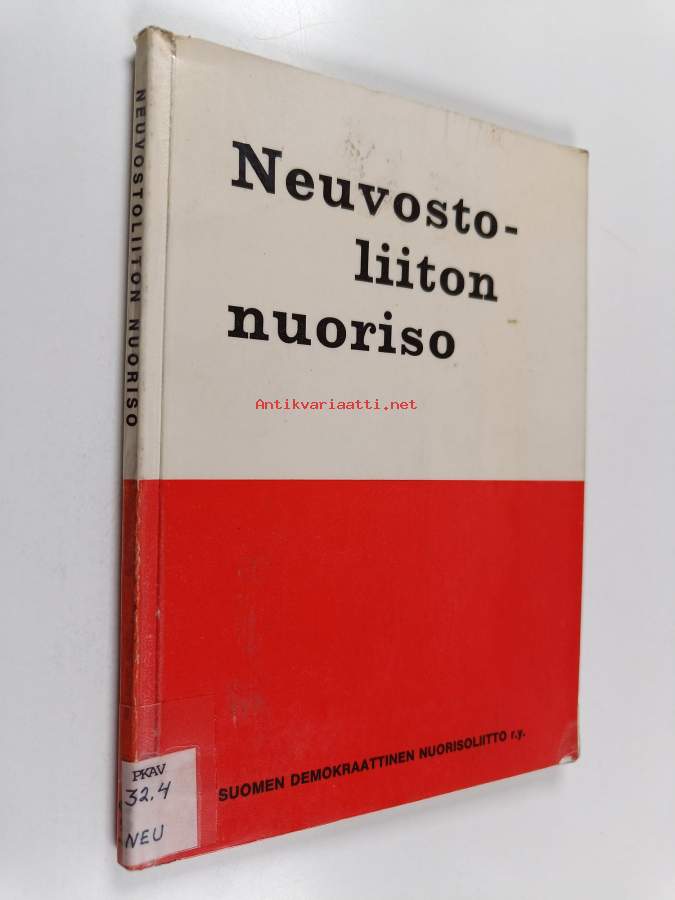 NEUVOSTOLIITON NUORISO
Neuvosto-
liiton
nuoriso
Antikvariaatti.net
SUOMEN DEMOKRAATTINEN NUORISOLIITTO r.y.
PKAV
32.4
NEU